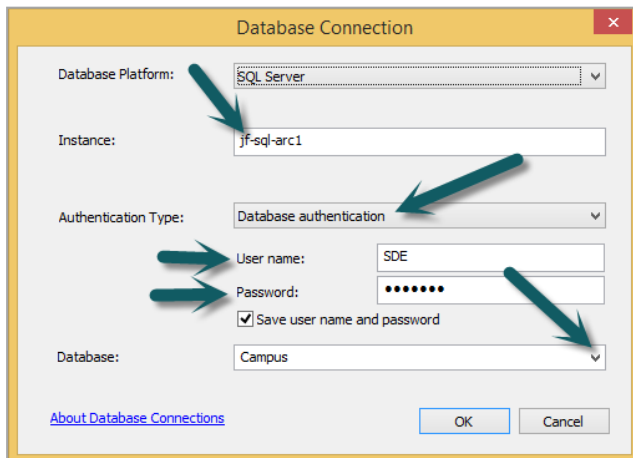 Database Connection
Database Platform: SQL Server
Instance: jf-sql-arc1
Authentication Type: Database authentication
User name: SDE
Password: •••••••
Save user name and password
Database: Campus
About Database Connections OK Cancel